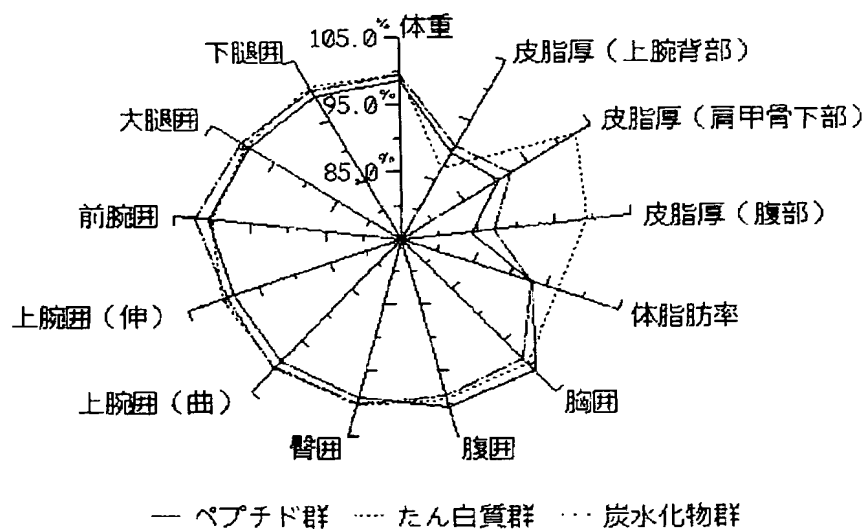 105.0% 体重
95.0%
85.0%
皮脂厚（上腕背部）
皮脂厚（肩甲骨下部）
皮脂厚（腹部）
体脂肪率
胸囲
腹囲
臀囲
上腕囲（曲）
上腕囲（伸）
前腕囲
大腿囲
下腿囲
ペプチド群 たん白質群 炭水化物群